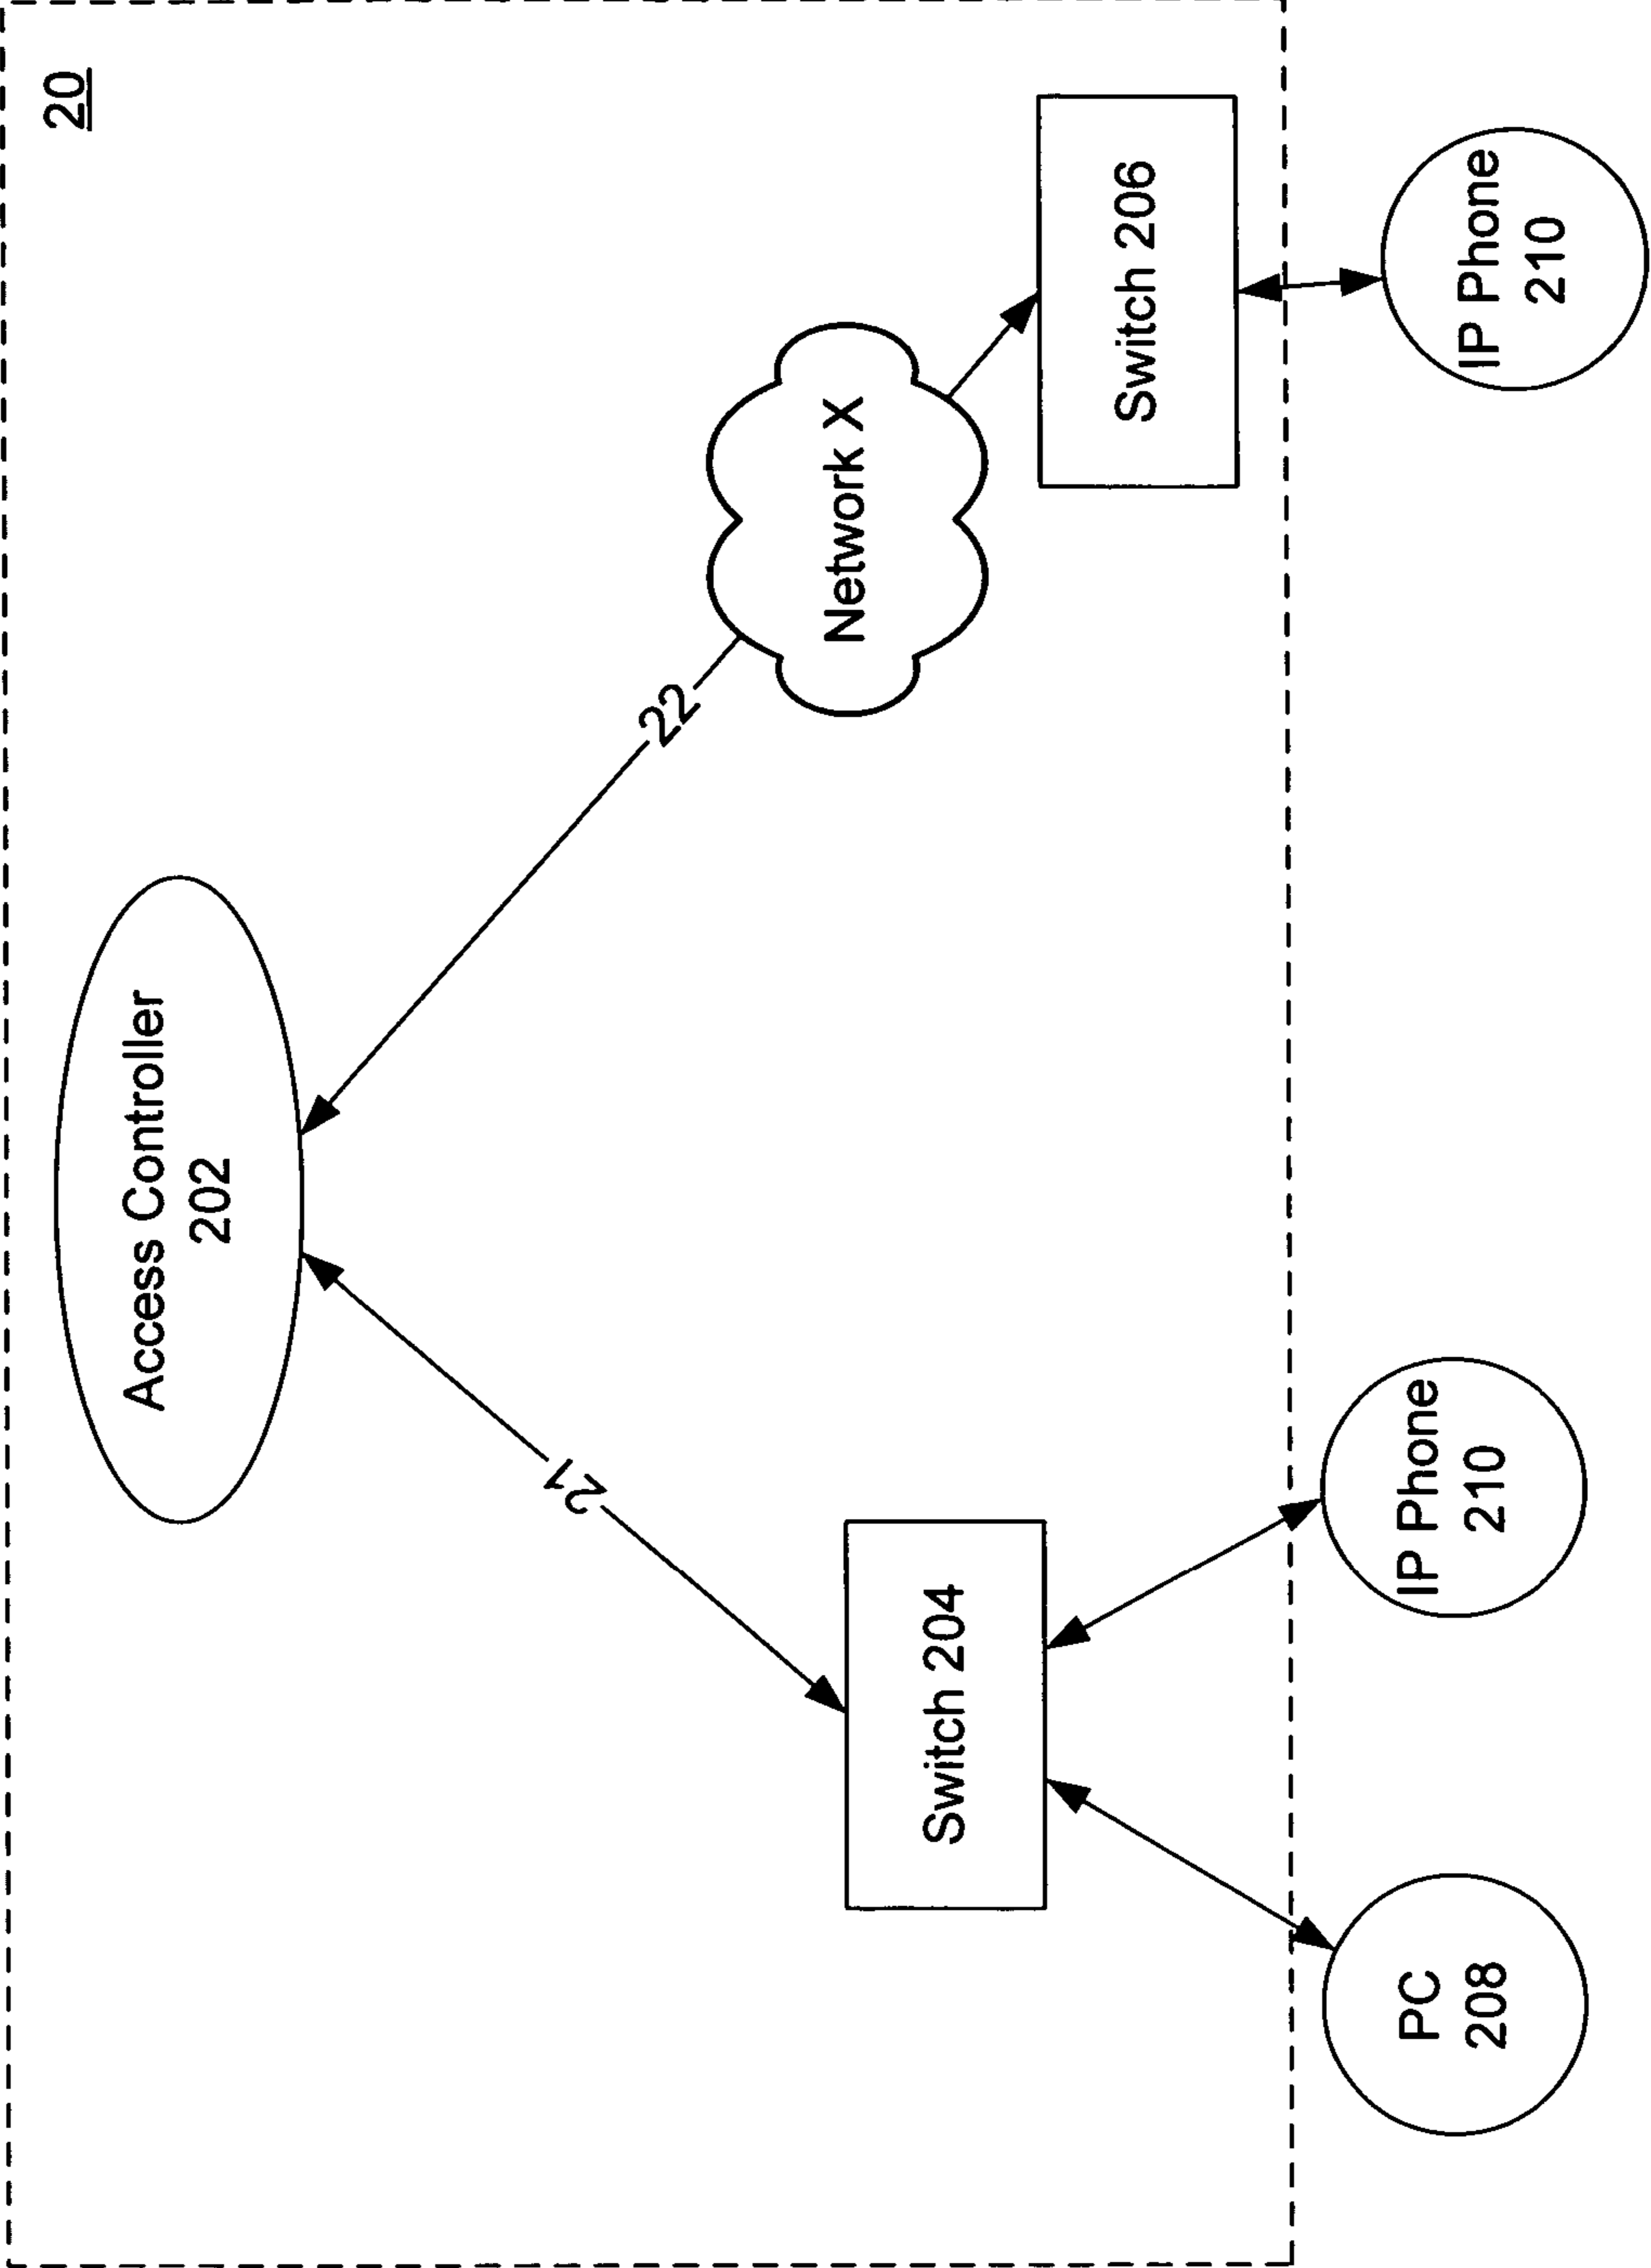 20
Access Controller
202
21
22
Network X
Switch 204
Switch 206
PC
208
IP Phone
210
IP Phone
210